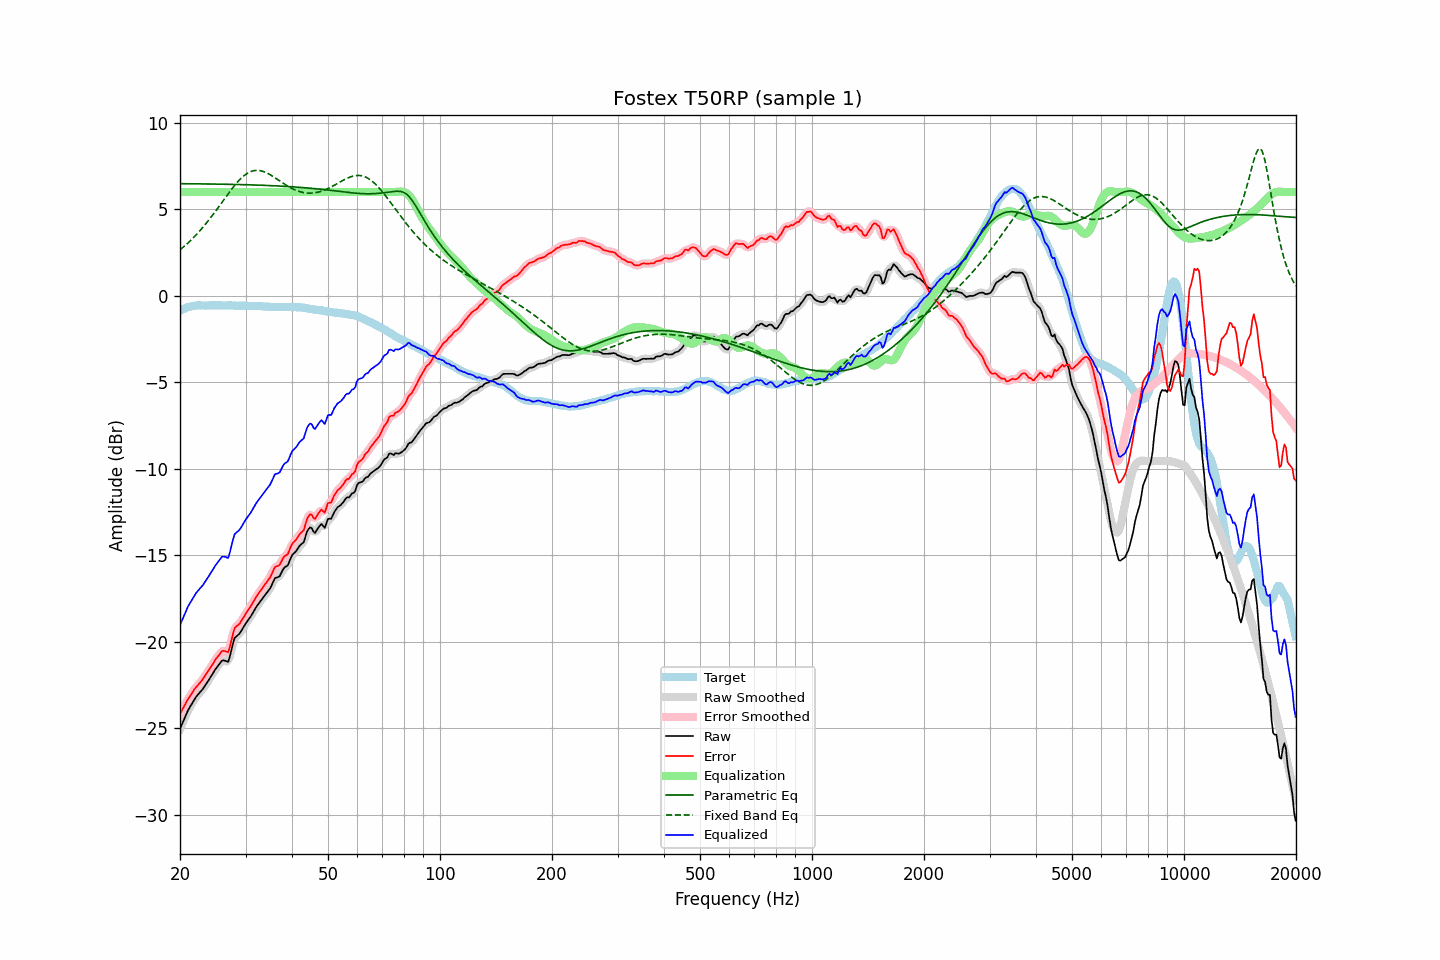 Fostex T50RP (sample 1)
Amplitude (dBr)
10
5
0
−5
−10
−15
−20
−25
−30
Target
Raw Smoothed
Error Smoothed
Raw
Error
Equalization
Parametric Eq
Fixed Band Eq
Equalized
20 50 100 200 500 1000 2000 5000 10000 20000
Frequency (Hz)